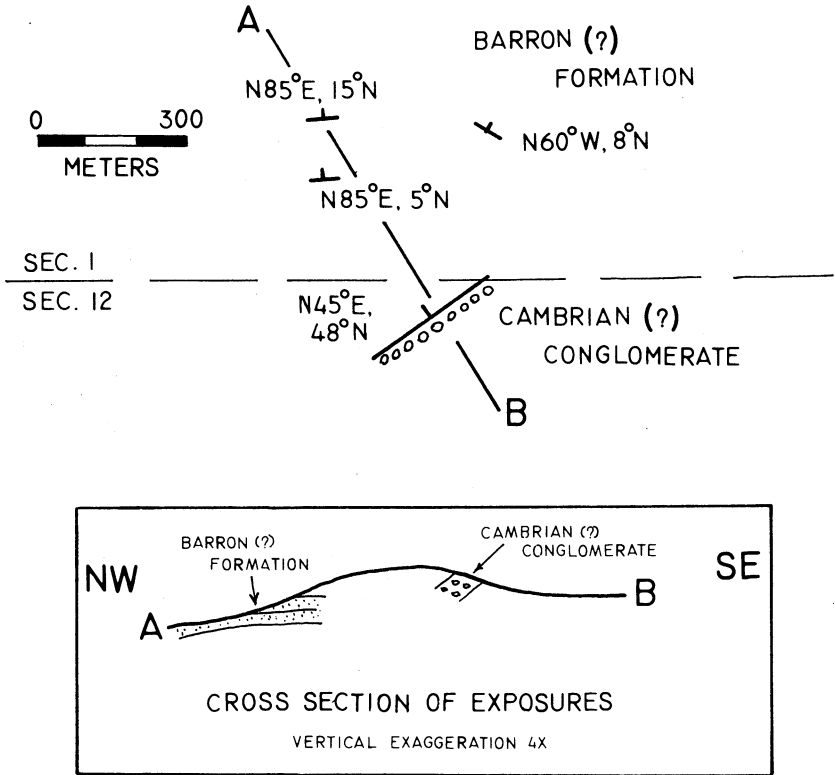 A
BARRON (?)
FORMATION
N85°E, 15°N
0 300
METERS
N60°W, 8°N
N85°E, 5°N
SEC. 1
SEC. 12
N45°E,
48°N
CAMBRIAN (?)
CONGLOMERATE
B
BARRON (?)
FORMATION
CAMBRIAN (?)
CONGLOMERATE
NW
SE
A
B
CROSS SECTION OF EXPOSURES
VERTICAL EXAGGERATION 4X